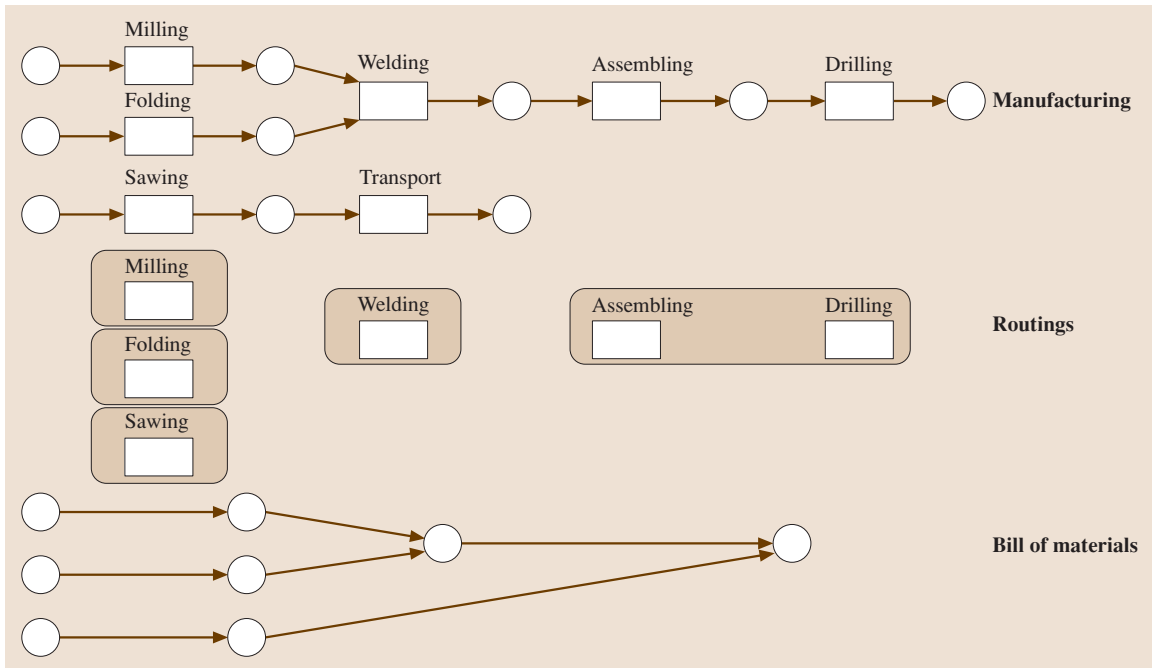 Milling
Welding
Assembling
Drilling
Manufacturing
Folding
Sawing
Transport
Milling
Welding
Assembling
Drilling
Routings
Folding
Sawing
Bill of materials